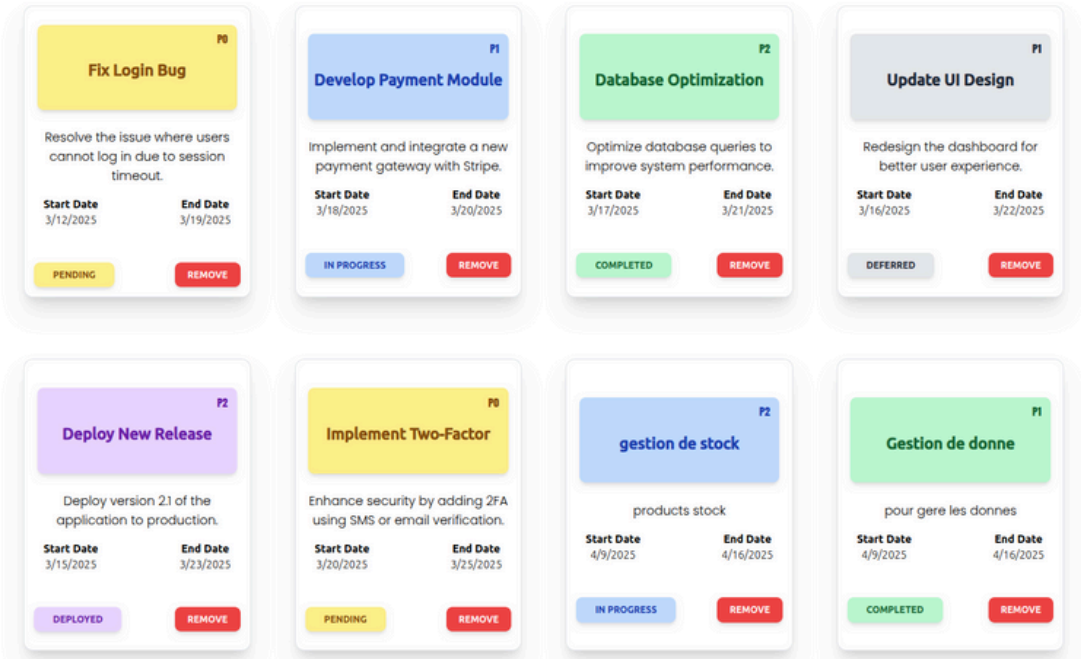 P0
Fix Login Bug
Resolve the issue where users
cannot log in due to session
timeout.
Start Date End Date
3/12/2025 3/19/2025
PENDING REMOVE
P1
Develop Payment Module
Implement and integrate a new
payment gateway with Stripe.
Start Date End Date
3/18/2025 3/20/2025
IN PROGRESS REMOVE
P2
Database Optimization
Optimize database queries to
improve system performance.
Start Date End Date
3/17/2025 3/21/2025
COMPLETED REMOVE
P1
Update UI Design
Redesign the dashboard for
better user experience.
Start Date End Date
3/16/2025 3/22/2025
DEFERRED REMOVE
P2
Deploy New Release
Deploy version 2.1 of the
application to production.
Start Date End Date
3/15/2025 3/23/2025
DEPLOYED REMOVE
P0
Implement Two-Factor
Enhance security by adding 2FA
using SMS or email verification.
Start Date End Date
3/20/2025 3/25/2025
PENDING REMOVE
P2
gestion de stock
products stock
Start Date End Date
4/9/2025 4/16/2025
IN PROGRESS REMOVE
P1
Gestion de donne
pour gere les donnes
Start Date End Date
4/9/2025 4/16/2025
COMPLETED REMOVE